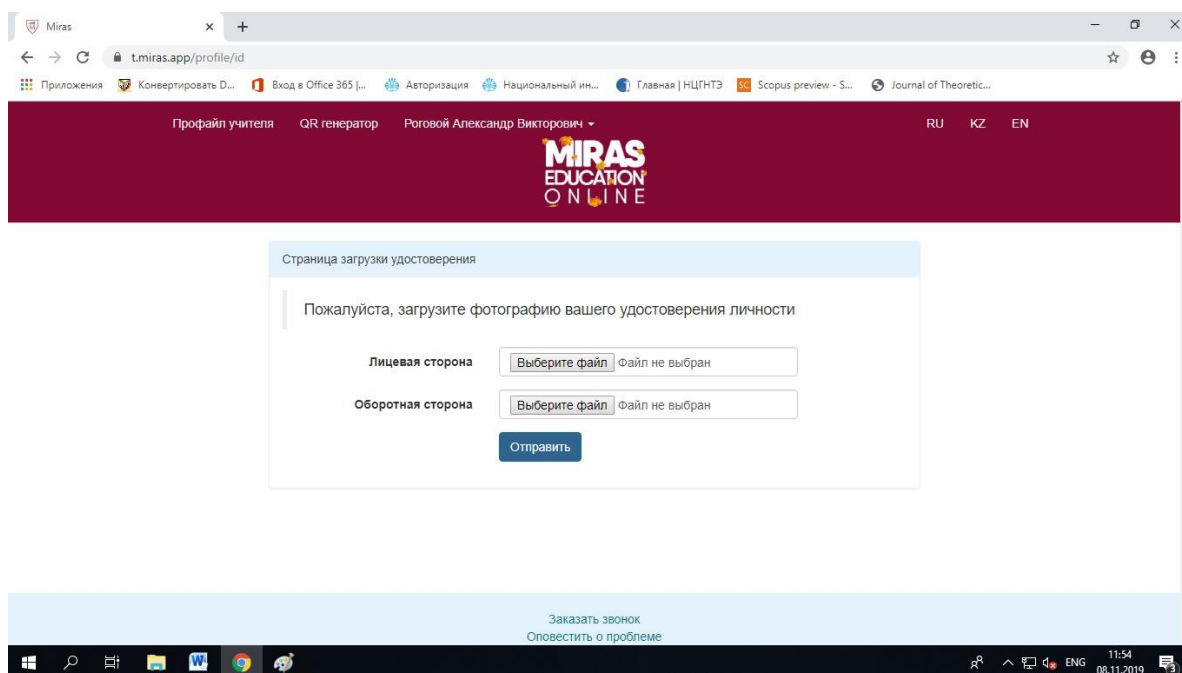 Miras
t.miras.app/profile/id
Приложения Конвертировать D... Вход в Office 365 |... Авторизация Национальный ин... Главная | НЦГНТЭ SC Scopus preview - S... Journal of Theoretic...
Профайл учителя QR генератор Роговой Александр Викторович RU KZ EN
MIRAS
EDUCATION
ONLINE
Страница загрузки удостоверения
Пожалуйста, загрузите фотографию вашего удостоверения личности
Лицевая сторона Выберите файл Файл не выбран
Оборотная сторона Выберите файл Файл не выбран
Отправить
Заказать звонок
Оповестить о проблеме
ENG 11:54
08.11.2019